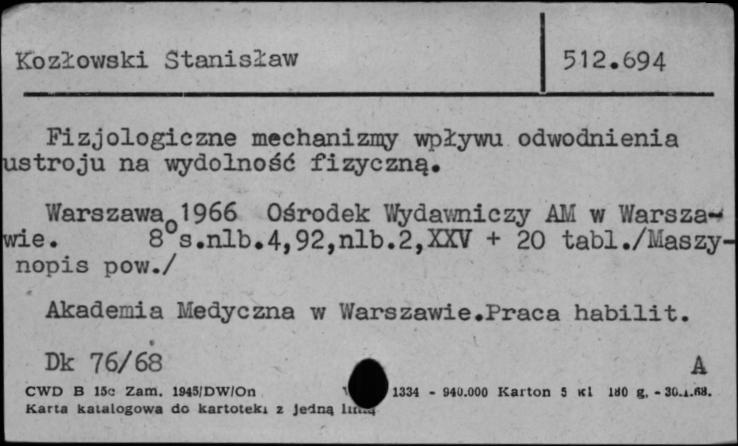 Kozłowski Stanisław
512.694
Fizjologiczne mechanizmy wpływu odwodnienia
ustroju na wydolność fizyczną.
Warszawa 1966 Ośrodek Wydawniczy AM w Warsza-
wie. 8° s.nlb.4,92,nlb.2,XXV + 20 tabl./Maszy-
nopis pow./
Akademia Medyczna w Warszawie.Praca habilit.
Dk 76/68 A
CWD B 15c Zam. 1945/DW/On 1334 - 940.000 Karton 5 kl 180 g. - 30.1.68.
Karta katalogowa do kartoteki z jedną linią